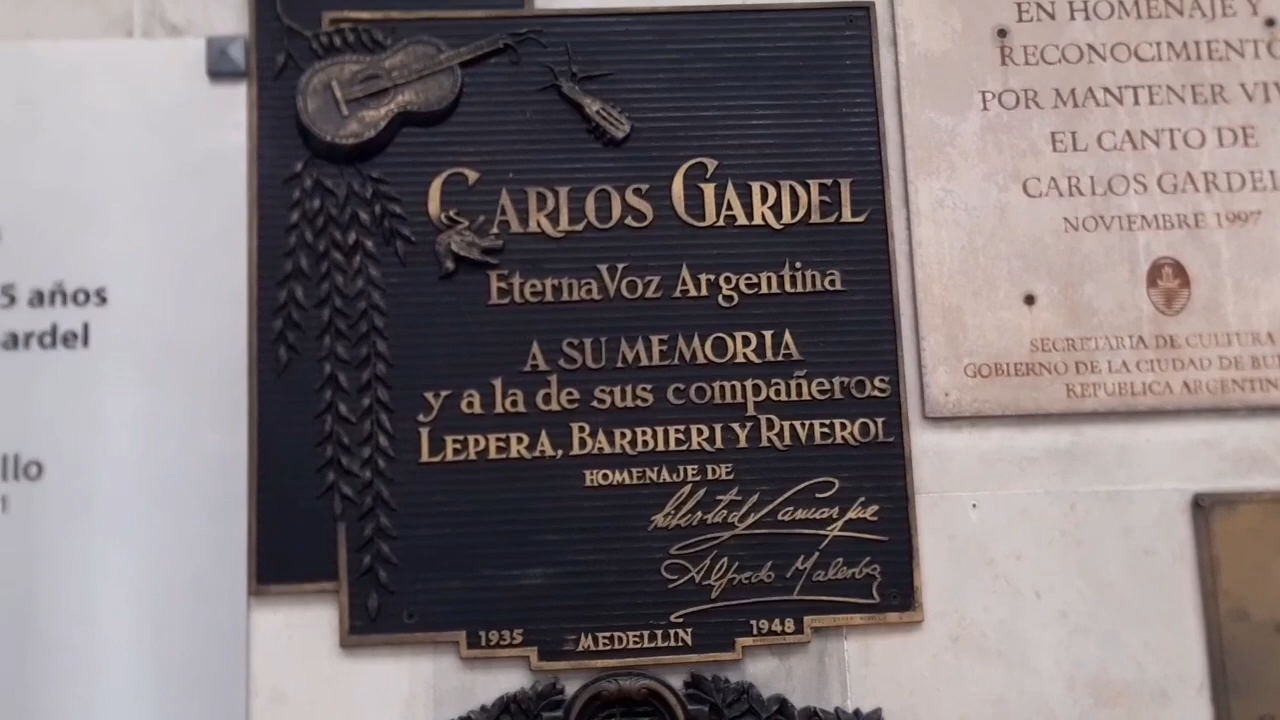 5 años
ardel
llo
CARLOS GARDEL
Eterna Voz Argentina
A SU MEMORIA
y a la de sus compañeros
LEPERA, BARBIERI Y RIVEROL
HOMENAJE DE
Libertad Lamarque
Alfredo Malerba
1935 MEDELLIN 1948
EN HOMENAJE Y
RECONOCIMIENTO
POR MANTENER VIV
EL CANTO DE
CARLOS GARDEL
NOVIEMBRE 1997
SECRETARIA DE CULTURA
GOBIERNO DE LA CIUDAD DE BUE
REPUBLICA ARGENTIN